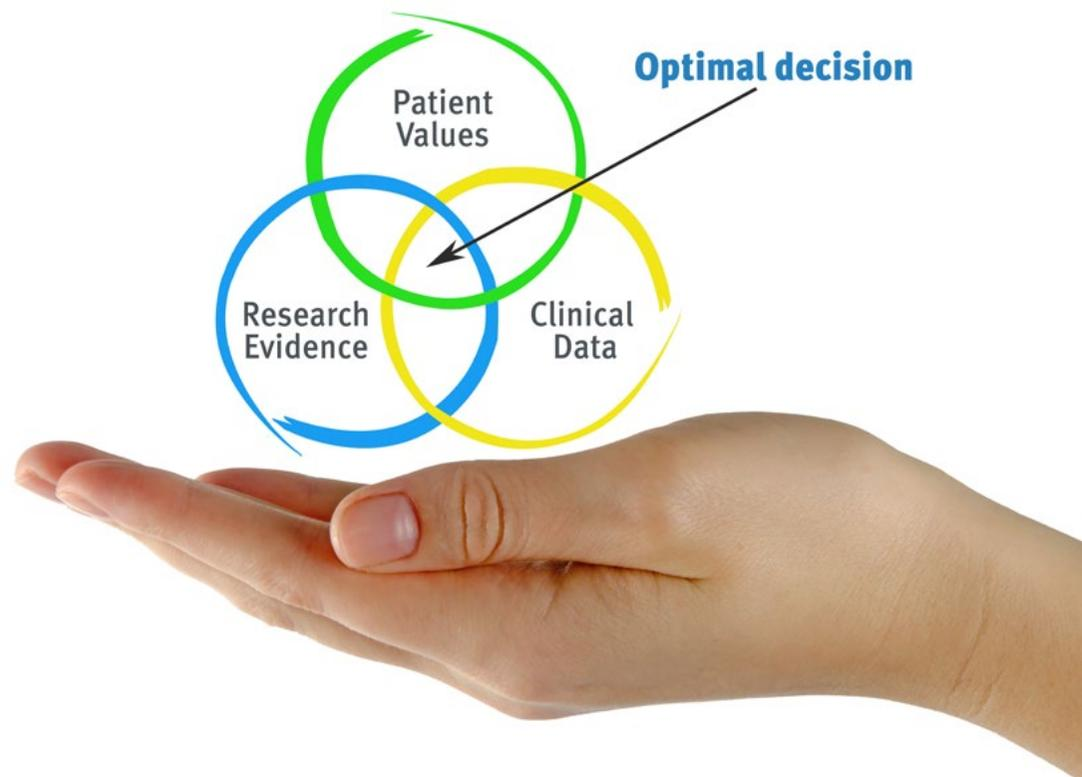 Optimal decision
Patient
Values
Research
Evidence
Clinical
Data